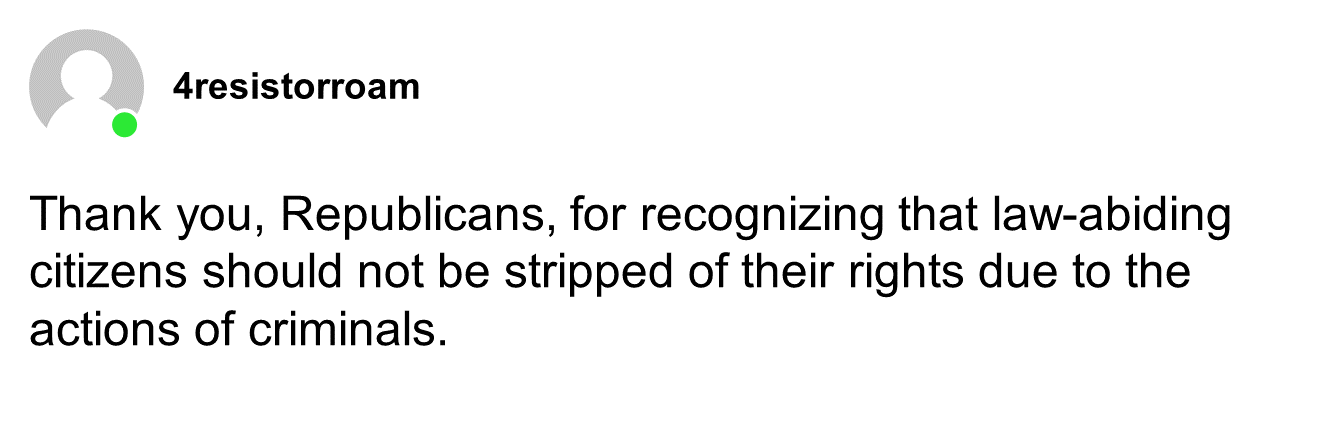 4resistorroam
Thank you, Republicans, for recognizing that law-abiding
citizens should not be stripped of their rights due to the
actions of criminals.